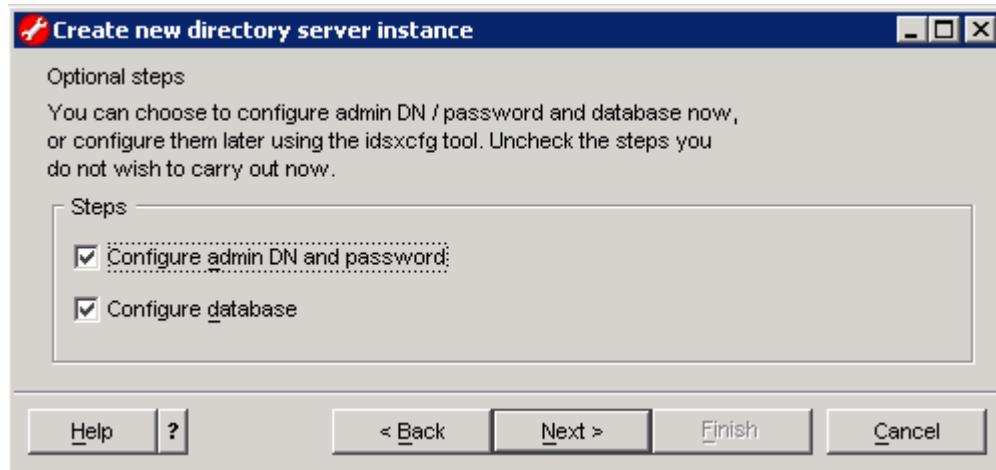 Create new directory server instance
Optional steps
You can choose to configure admin DN / password and database now,
or configure them later using the idsxcfg tool. Uncheck the steps you
do not wish to carry out now.
Steps
Configure admin DN and password
Configure database
Help ? < Back Next > Finish Cancel